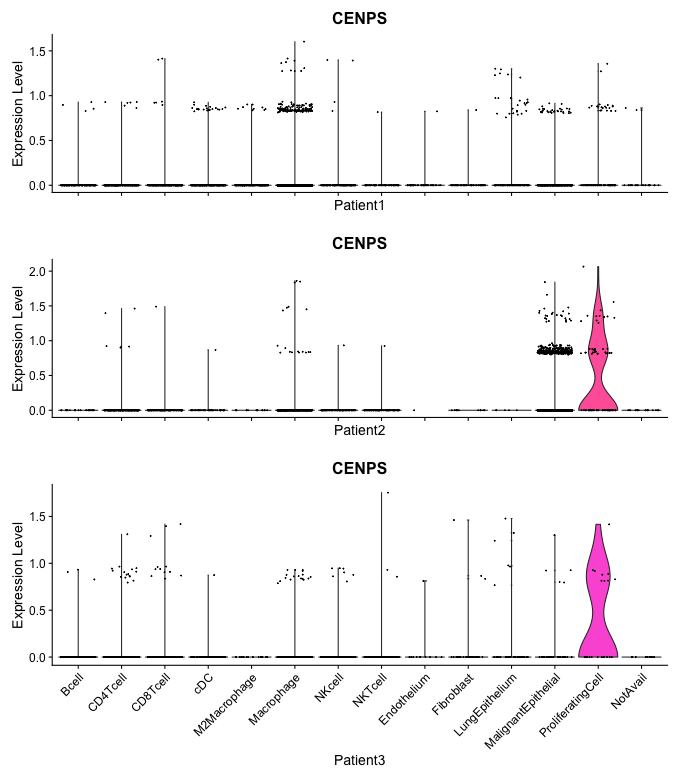 CENPS
Expression Level
1.5
1.0
0.5
0.0
Patient1
CENPS
Expression Level
2.0
1.5
1.0
0.5
0.0
Patient2
CENPS
Expression Level
1.5
1.0
0.5
0.0
Bcell
CD4Tcell
CD8Tcell
cDC
M2Macrophage
Macrophage
NKcell
NKTcell
Endothelium
Fibroblast
LungEpithelium
MalignantEpithelial
ProliferatingCell
NotAvail
Patient3